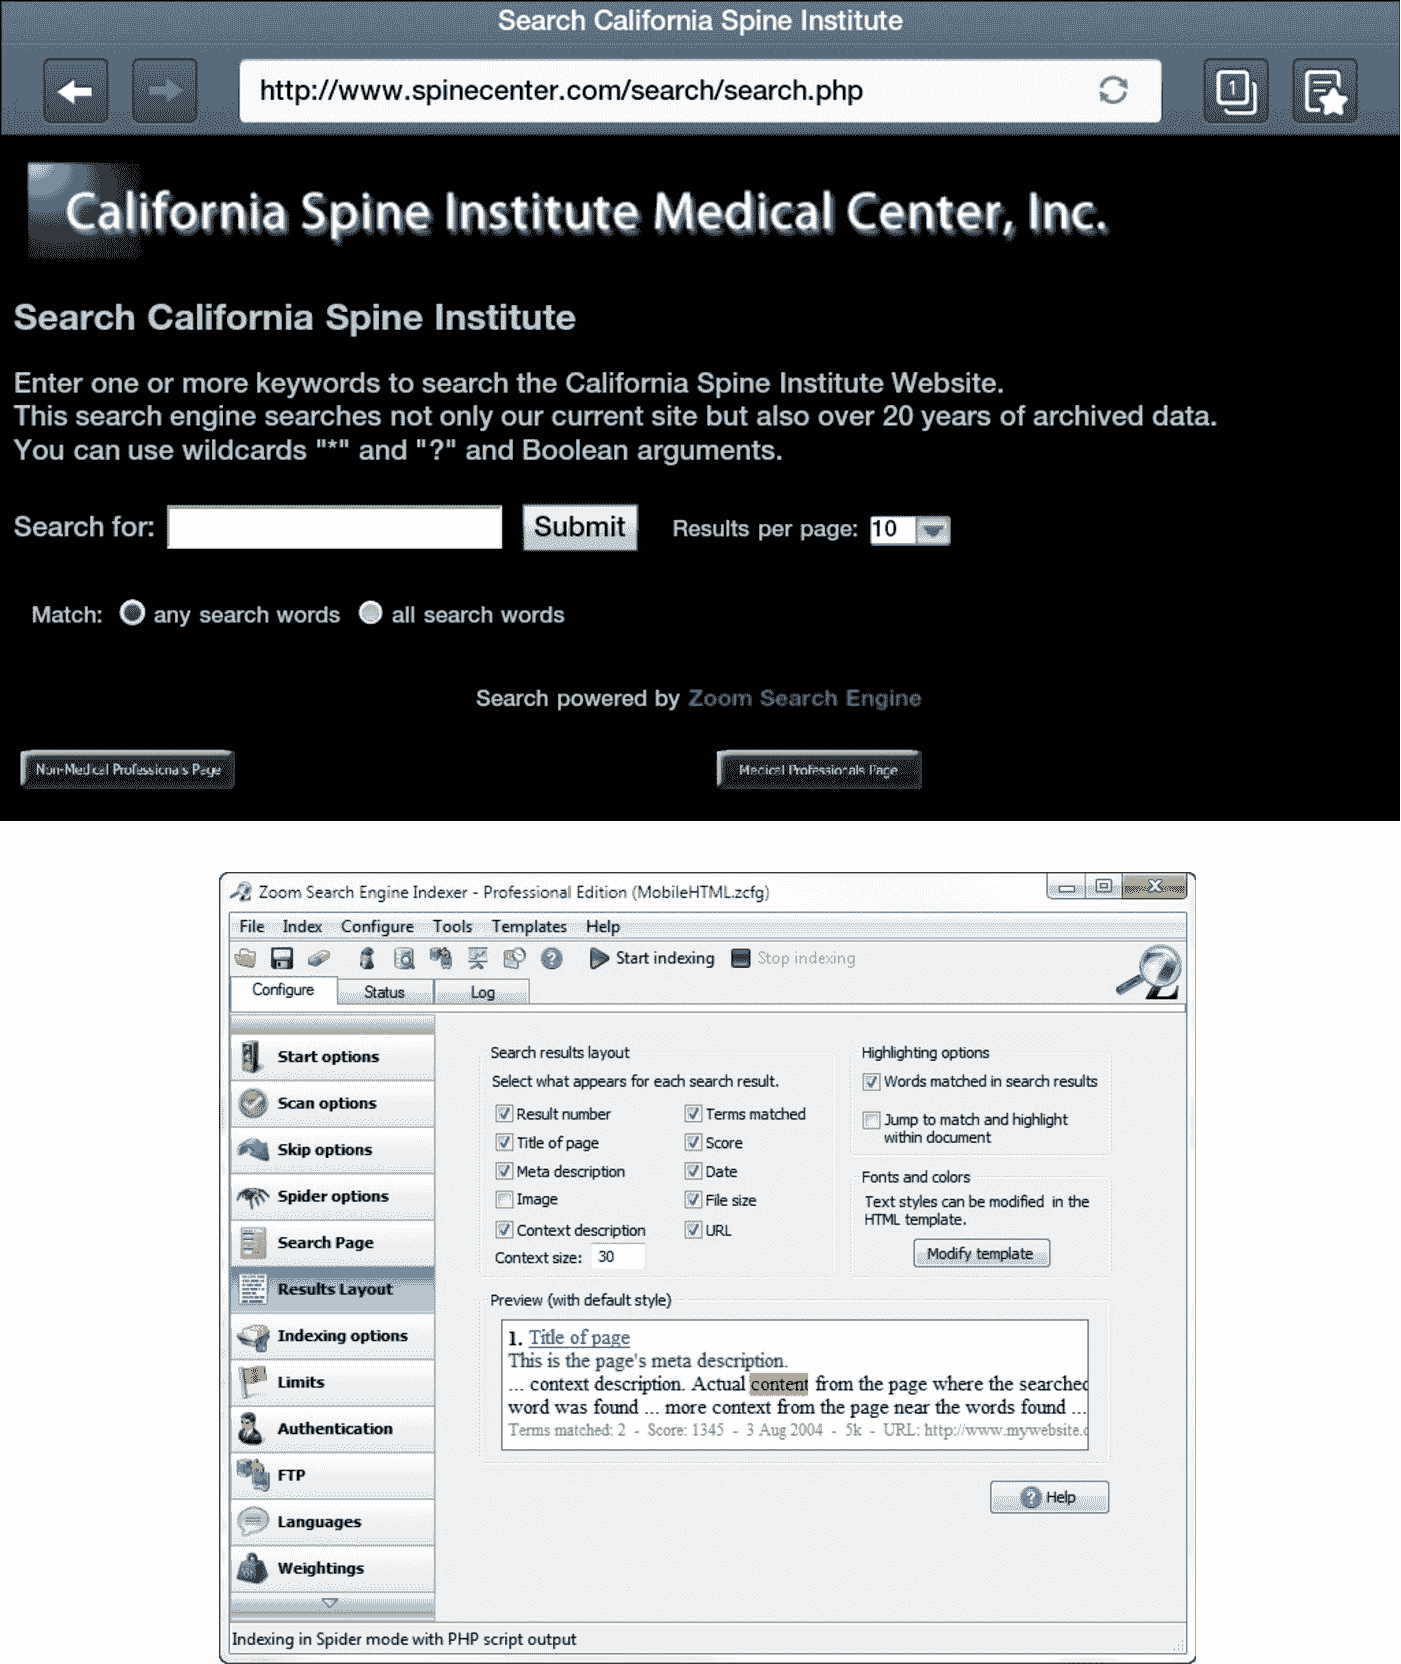 Search California Spine Institute
http://www.spinecenter.com/search/search.php
1
California Spine Institute Medical Center, Inc.
Search California Spine Institute
Enter one or more keywords to search the California Spine Institute Website.
This search engine searches not only our current site but also over 20 years of archived data.
You can use wildcards "*" and "?" and Boolean arguments.
Search for: Submit Results per page: 10
Match: any search words all search words
Search powered by Zoom Search Engine
Non-Medical Professionals Page Medical Professionals Page
Zoom Search Engine Indexer - Professional Edition (MobileHTML.zcfg)
File Index Configure Tools Templates Help
Start indexing Stop indexing
Configure Status Log
Start options
Scan options
Skip options
Spider options
Search Page
Results Layout
Indexing options
Limits
Authentication
FTP
Languages
Weightings
Search results layout
Select what appears for each search result.
Result number Terms matched
Title of page Score
Meta description Date
Image File size
Context description URL
Context size: 30
Highlighting options
Words matched in search results
Jump to match and highlight
within document
Fonts and colors
Text styles can be modified in the
HTML template.
Modify template
Preview (with default style)
1. Title of page
This is the page's meta description.
... context description. Actual content from the page where the searched
word was found ... more context from the page near the words found ...
Terms matched: 2 - Score: 1345 - 3 Aug 2004 - 5k - URL: http://www.mywebsite.c
Help
Indexing in Spider mode with PHP script output